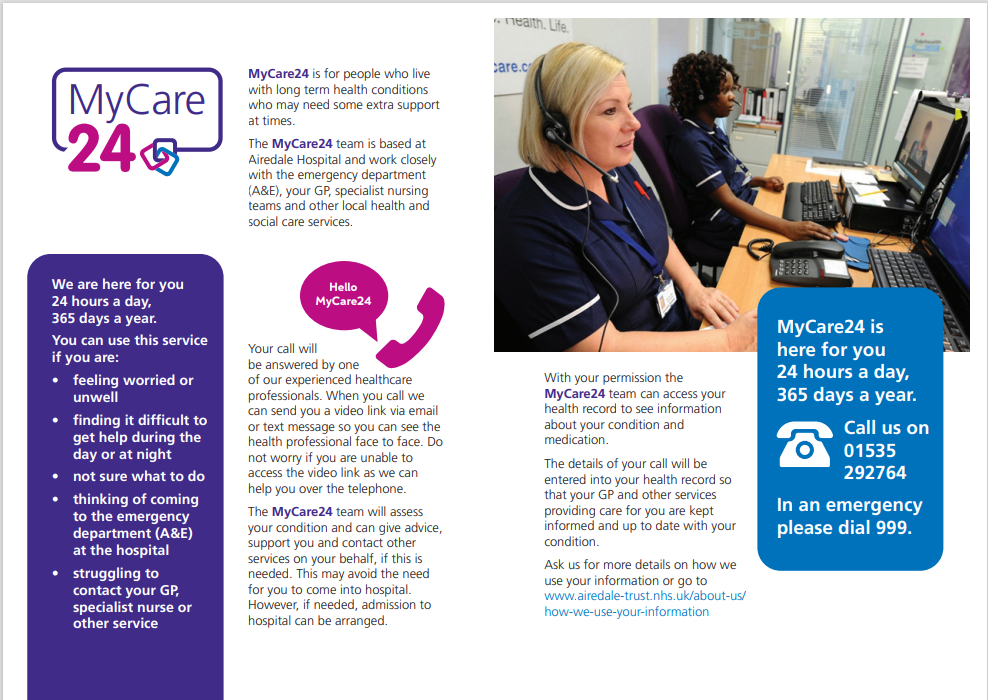 MyCare
24
We are here for you
24 hours a day,
365 days a year.
You can use this service
if you are:
• feeling worried or
unwell
• finding it difficult to
get help during the
day or at night
• not sure what to do
• thinking of coming
to the emergency
department (A&E)
at the hospital
• struggling to
contact your GP,
specialist nurse or
other service
MyCare24 is for people who live
with long term health conditions
who may need some extra support
at times.
The MyCare24 team is based at
Airedale Hospital and work closely
with the emergency department
(A&E), your GP, specialist nursing
teams and other local health and
social care services.
Hello
MyCare24
Your call will
be answered by one
of our experienced healthcare
professionals. When you call we
can send you a video link via email
or text message so you can see the
health professional face to face. Do
not worry if you are unable to
access the video link as we can
help you over the telephone.
The MyCare24 team will assess
your condition and can give advice,
support you and contact other
services on your behalf, if this is
needed. This may avoid the need
for you to come into hospital.
However, if needed, admission to
hospital can be arranged.
. Health. Life.
care.c
With your permission the
MyCare24 team can access your
health record to see information
about your condition and
medication.
The details of your call will be
entered into your health record so
that your GP and other services
providing care for you are kept
informed and up to date with your
condition.
Ask us for more details on how we
use your information or go to
www.airedale-trust.nhs.uk/about-us/
how-we-use-your-information
MyCare24 is
here for you
24 hours a day,
365 days a year.
Call us on
01535
292764
In an emergency
please dial 999.